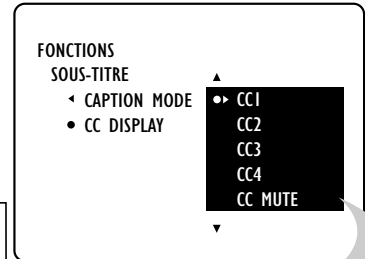 FONCTIONS
SOUS-TITRE
CAPTION MODE
CC DISPLAY
CC1
CC2
CC3
CC4
CC MUTE